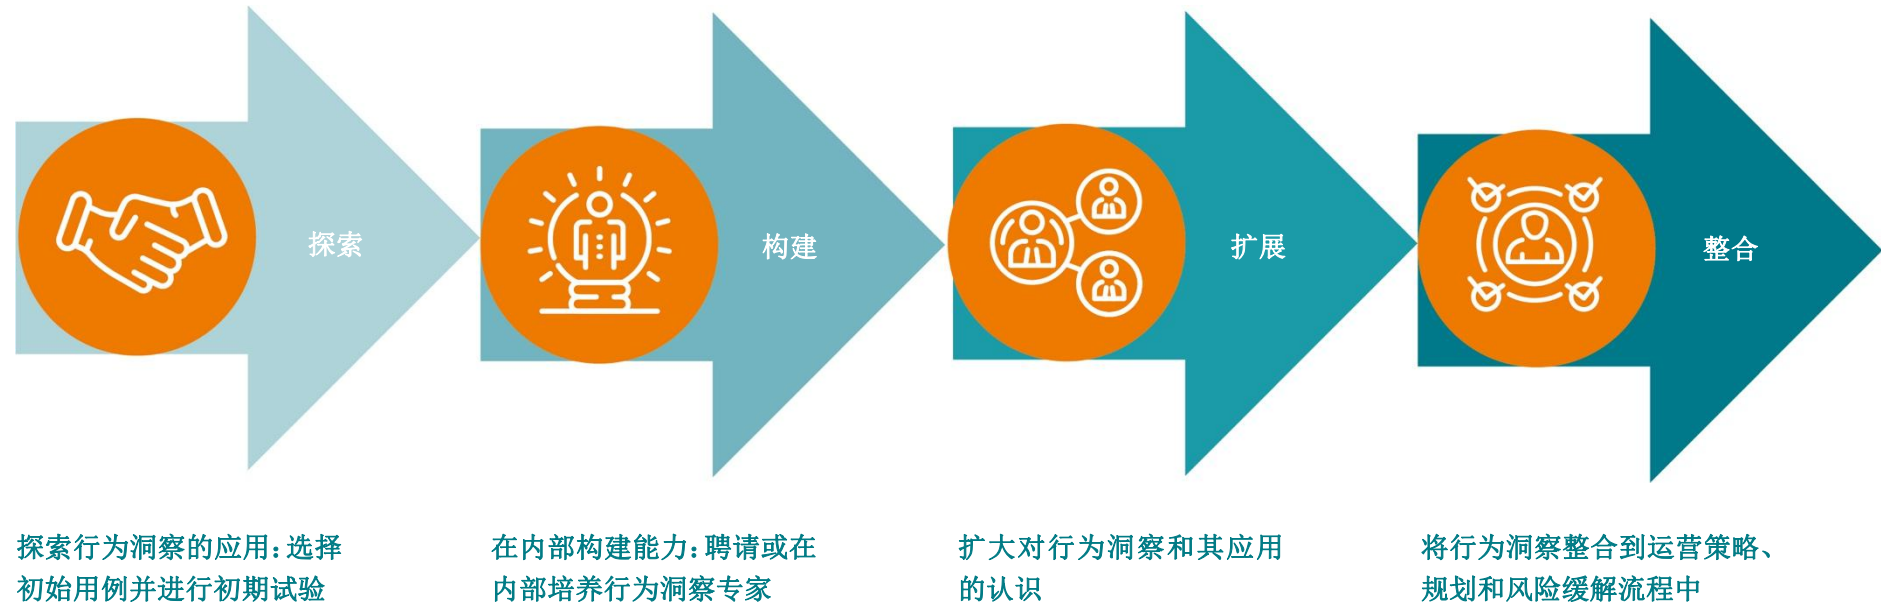 探索
构建
扩展
整合
探索行为洞察的应用:选择
初始用例并进行初期试验
在内部构建能力:聘请或在
内部培养行为洞察专家
扩大对行为洞察和其应用
的认识
将行为洞察整合到运营策略、
规划和风险缓解流程中